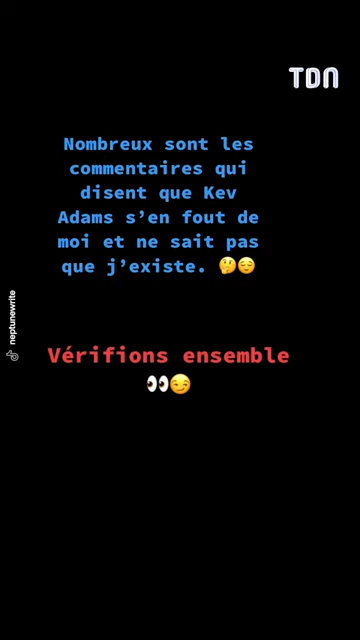 TDN
Nombreux sont les
commentaires qui
disent que Kev
Adams s’en fout de
moi et ne sait pas
que j’existe. 🤔😌
Vérifions ensemble
👀😏
neptunewrite